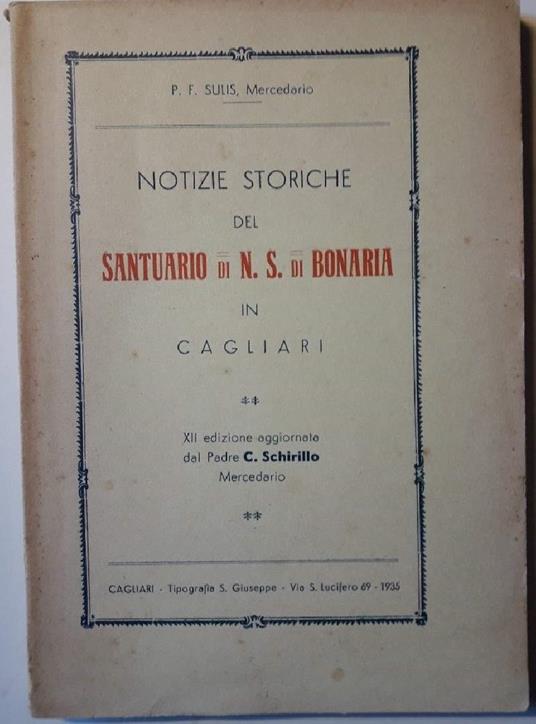 P. F. SULIS, Mercedario
NOTIZIE STORICHE
DEL
SANTUARIO DI N. S. DI BONARIA
IN
CAGLIARI
XII edizione aggiornata
dal Padre C. Schirillo
Mercedario
CAGLIARI - Tipografia S. Giuseppe - Via S. Lucifero 69 - 1935